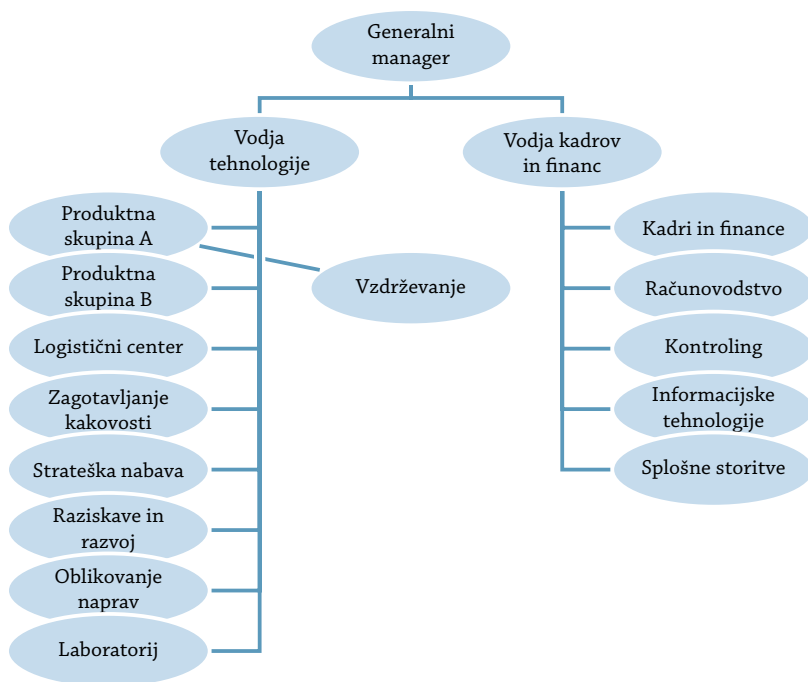 Generalni
manager
Vodja
tehnologije
Vodja kadrov
in financ
Produktna
skupina A
Produktna
skupina B
Logistični center
Zagotavljanje
kakovosti
Strateška nabava
Raziskave in
razvoj
Oblikovanje
naprav
Laboratorij
Vzdrževanje
Kadri in finance
Računovodstvo
Kontroling
Informacijske
tehnologije
Splošne storitve